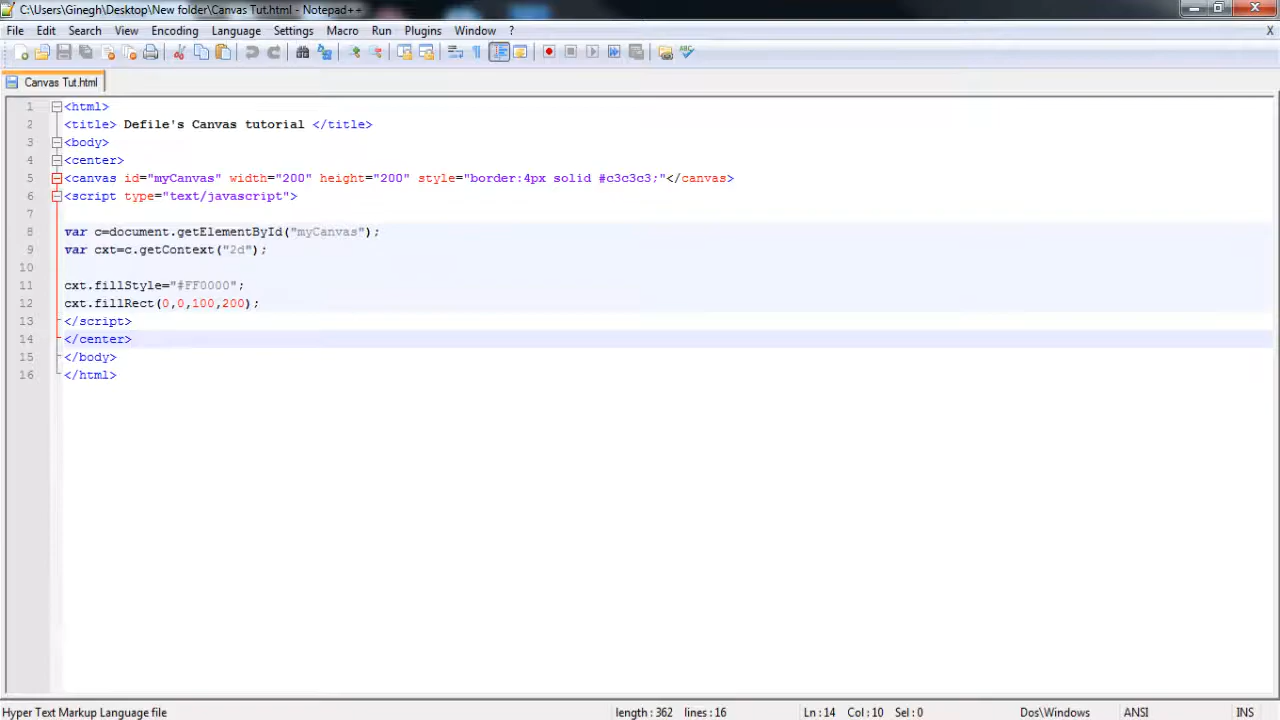 C:\Users\Ginegh\Desktop\New folder\Canvas Tut.html - Notepad++
File Edit Search View Encoding Language Settings Macro Run Plugins Window ? X
Canvas Tut.html
1 <html>
2 <title> Defile's Canvas tutorial </title>
3 <body>
4 <center>
5 <canvas id="myCanvas" width="200" height="200" style="border:4px solid #c3c3c3;"</canvas>
6 <script type="text/javascript">
7
8 var c=document.getElementById("myCanvas");
9 var cxt=c.getContext("2d");
10
11 cxt.fillStyle="#FF0000";
12 cxt.fillRect(0,0,100,200);
13 </script>
14 </center>
15 </body>
16 </html>
Hyper Text Markup Language file length : 362 lines : 16 Ln : 14 Col : 10 Sel : 0 Dos\Windows ANSI INS